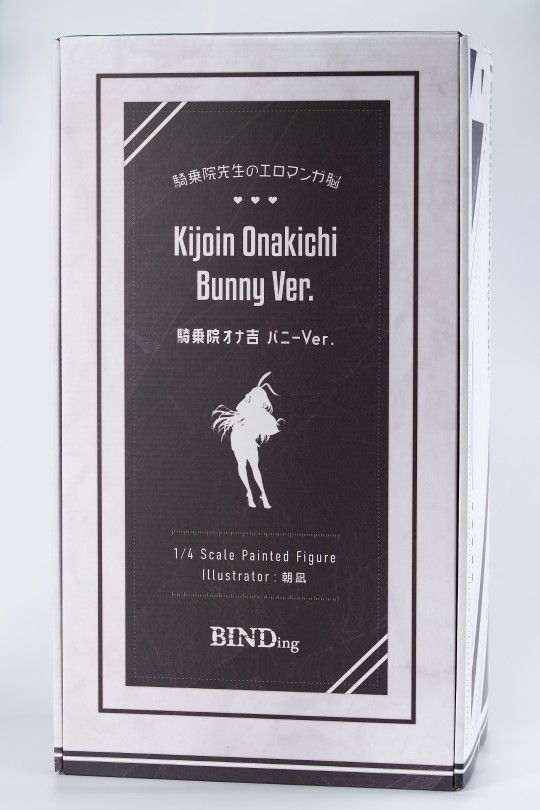 騎乗院先生のエロマンガ脳
♥ ♥ ♥
Kijoin Onakichi
Bunny Ver.
騎乗院オナ吉 バニーVer.
1/4 Scale Painted Figure
Illustrator : 朝凪
BINDing